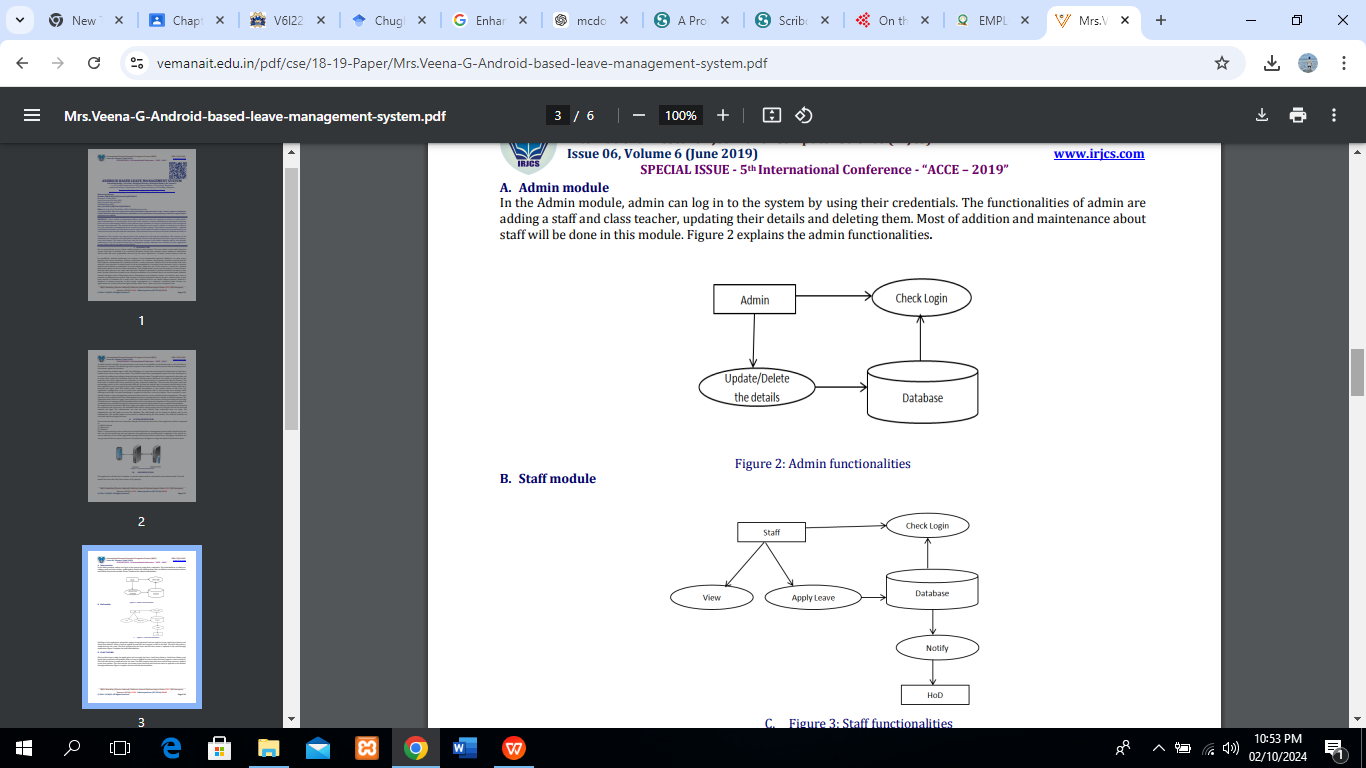 New
Chapt
V6I22
Chugl
Enhar
mcdo
A Pro
Scribd
On th
EMPL
Mrs.V
vemanait.edu.in/pdf/cse/18-19-Paper/Mrs.Veena-G-Android-based-leave-management-system.pdf
Mrs.Veena-G-Android-based-leave-management-system.pdf
3 / 6
100%
1
2
3
IRJCS
Issue 06, Volume 6 (June 2019)
www.irjcs.com
SPECIAL ISSUE - 5th International Conference - “ACCE – 2019”
A. Admin module
In the Admin module, admin can log in to the system by using their credentials. The functionalities of admin are
adding a staff and class teacher, updating their details and deleting them. Most of addition and maintenance about
staff will be done in this module. Figure 2 explains the admin functionalities.
Admin
Check Login
Update/Delete
the details
Database
Figure 2: Admin functionalities
B. Staff module
Staff
Check Login
View
Apply Leave
Database
Notify
HoD
C. Figure 3: Staff functionalities
10:53 PM
02/10/2024
1